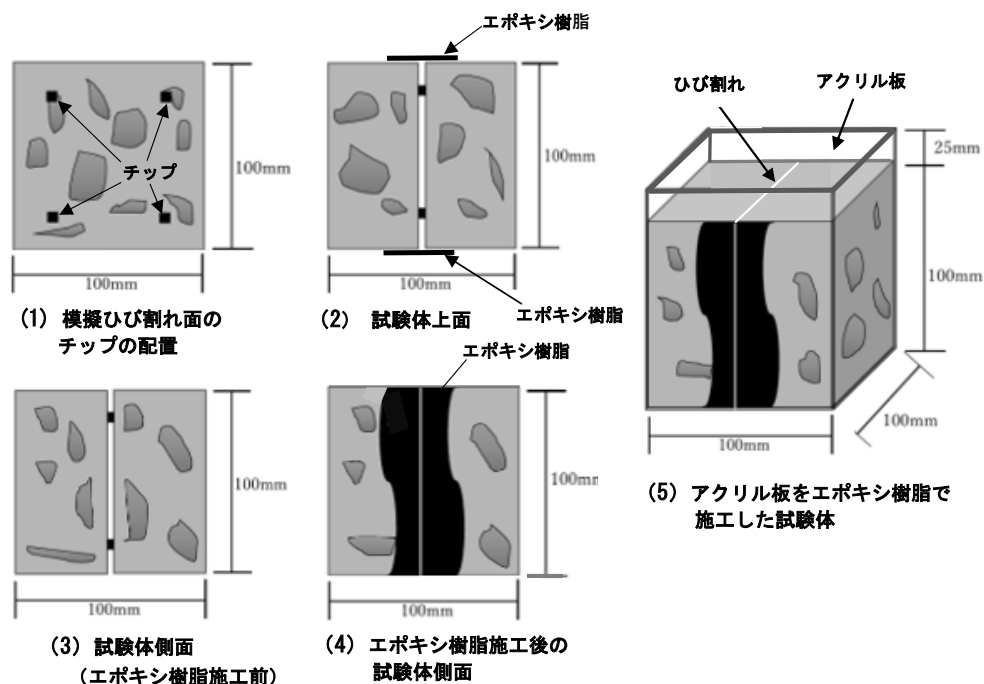 エポキシ樹脂
チップ
100mm
100mm
(1) 模擬ひび割れ面の
チップの配置
100mm
100mm
(2) 試験体上面
エポキシ樹脂
ひび割れ
アクリル板
25mm
100mm
100mm
100mm
(5) アクリル板をエポキシ樹脂で
施工した試験体
100mm
100mm
(3) 試験体側面
(エポキシ樹脂施工前)
エポキシ樹脂
100mm
100mm
(4) エポキシ樹脂施工後の
試験体側面